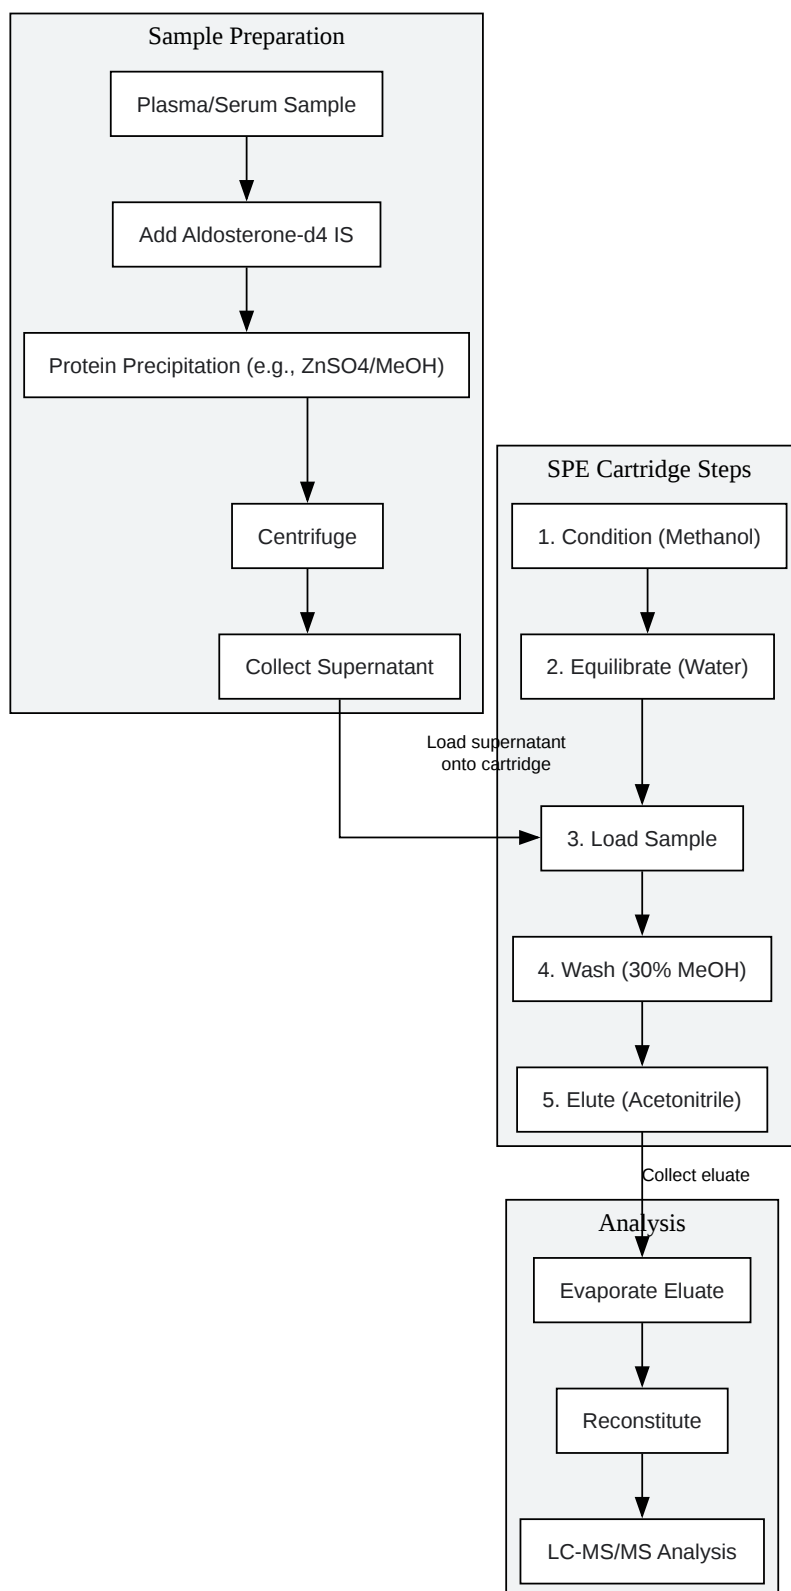 Sample Preparation
Plasma/Serum Sample
Add Aldosterone-d4 IS
Protein Precipitation (e.g., ZnSO4/MeOH)
Centrifuge
Collect Supernatant
SPE Cartridge Steps
1. Condition (Methanol)
2. Equilibrate (Water)
Load supernatant
onto cartridge
3. Load Sample
4. Wash (30% MeOH)
5. Elute (Acetonitrile)
Collect eluate
Analysis
Evaporate Eluate
Reconstitute
LC-MS/MS Analysis